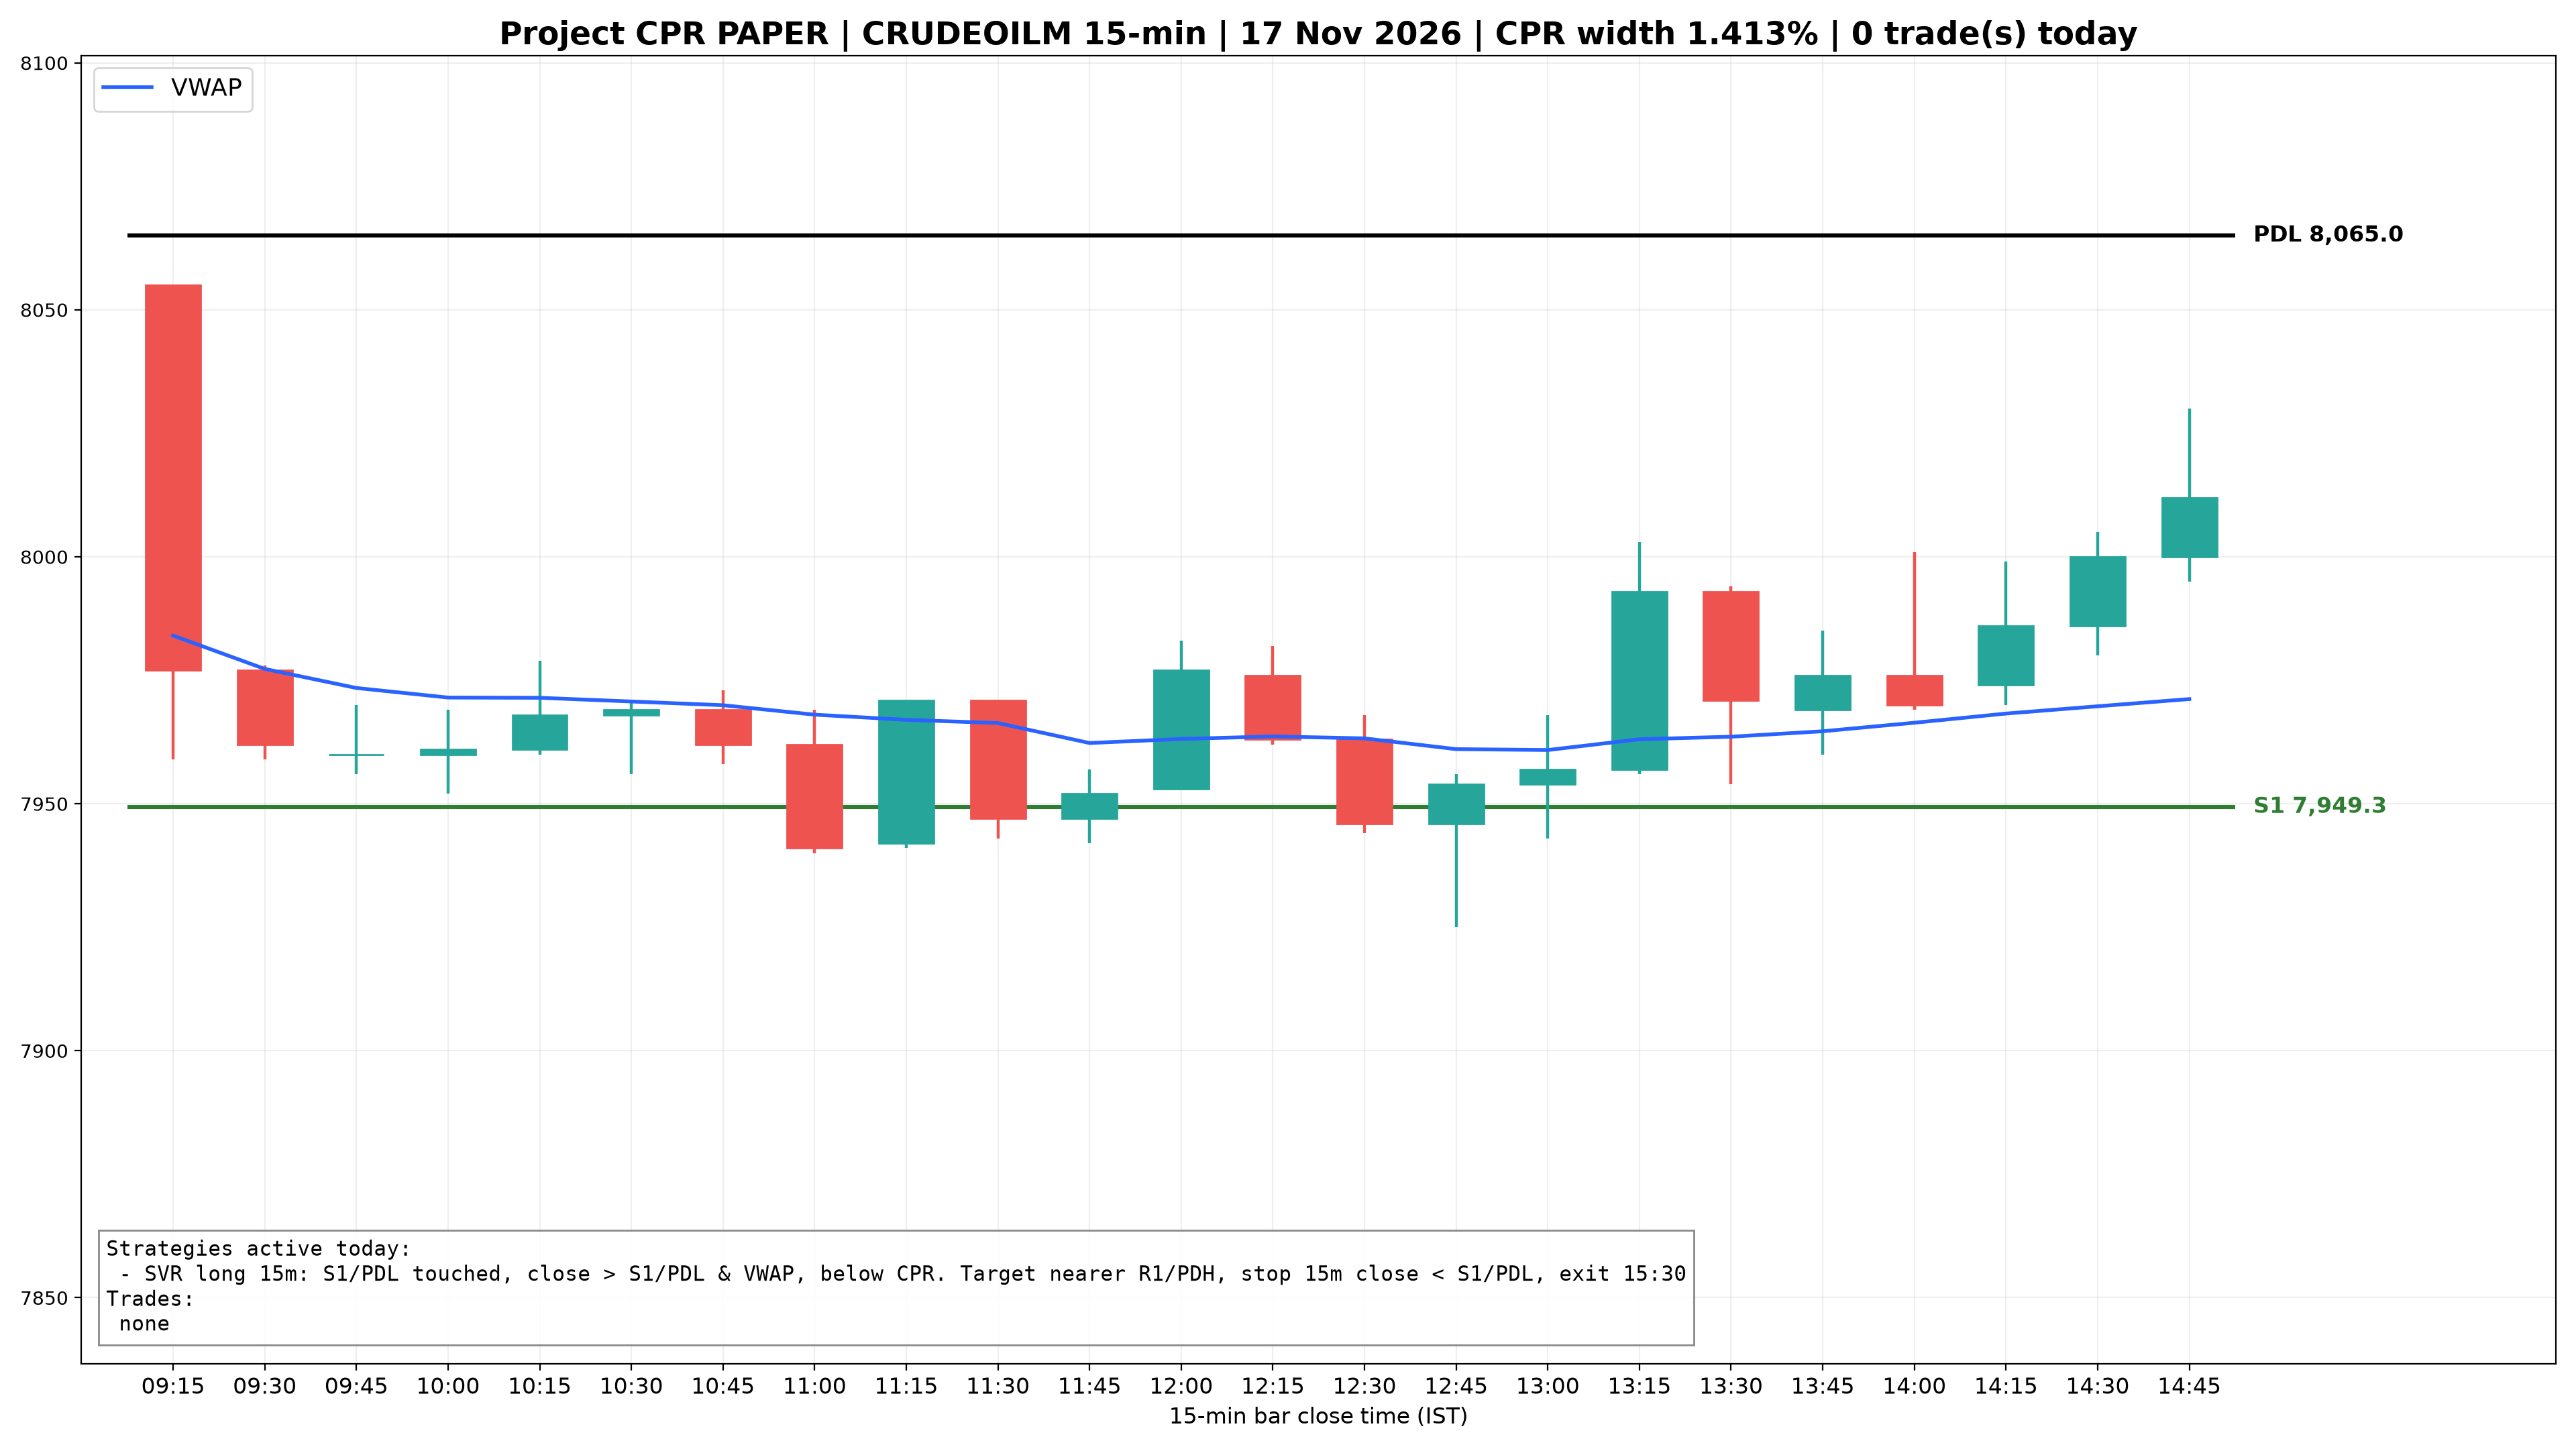 Project CPR PAPER | CRUDEOILM 15-min | 17 Nov 2026 | CPR width 1.413% | 0 trade(s) today
VWAP
8100
8050
8000
7950
7900
7850
PDL 8,065.0
S1 7,949.3
Strategies active today:
- SVR long 15m: S1/PDL touched, close > S1/PDL & VWAP, below CPR. Target nearer R1/PDH, stop 15m close < S1/PDL, exit 15:30
Trades:
none
09:15 09:30 09:45 10:00 10:15 10:30 10:45 11:00 11:15 11:30 11:45 12:00 12:15 12:30 12:45 13:00 13:15 13:30 13:45 14:00 14:15 14:30 14:45
15-min bar close time (IST)